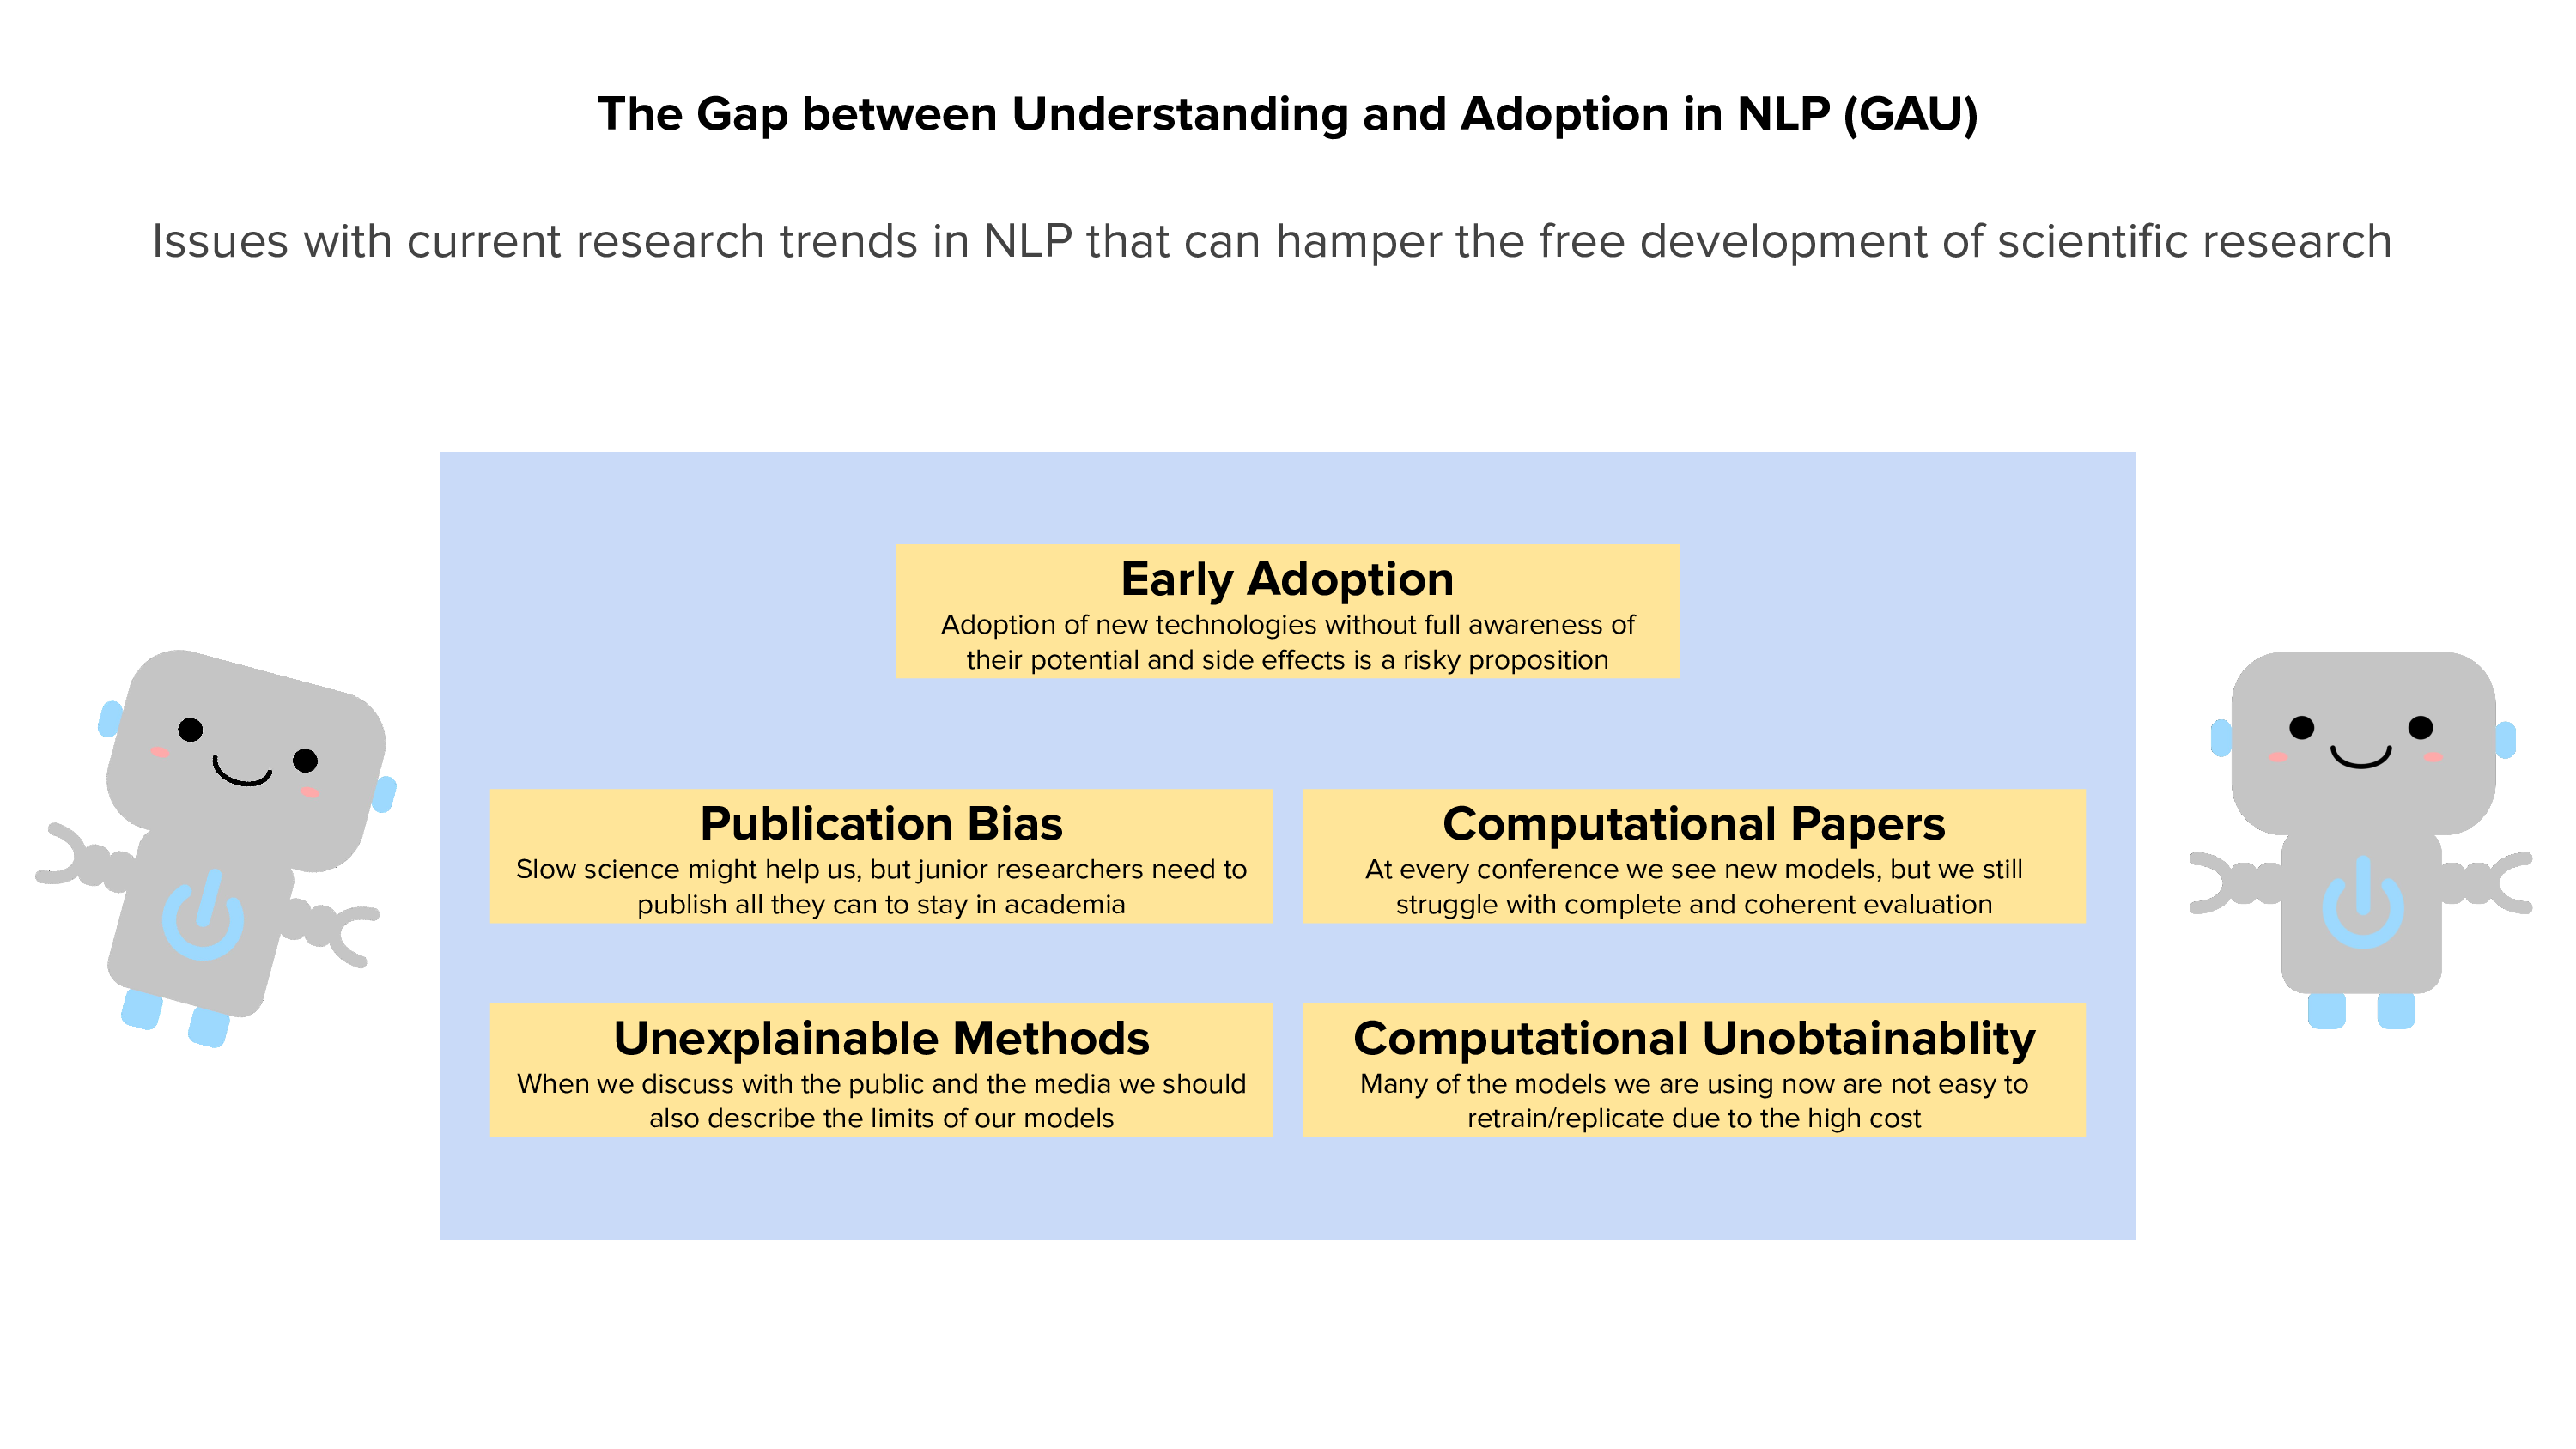 The Gap between Understanding and Adoption in NLP (GAU)
Issues with current research trends in NLP that can hamper the free development of scientific research
Early Adoption
Adoption of new technologies without full awareness of
their potential and side effects is a risky proposition
Publication Bias
Slow science might help us, but junior researchers need to
publish all they can to stay in academia
Computational Papers
At every conference we see new models, but we still
struggle with complete and coherent evaluation
Unexplainable Methods
When we discuss with the public and the media we should
also describe the limits of our models
Computational Unobtainablity
Many of the models we are using now are not easy to
retrain/replicate due to the high cost